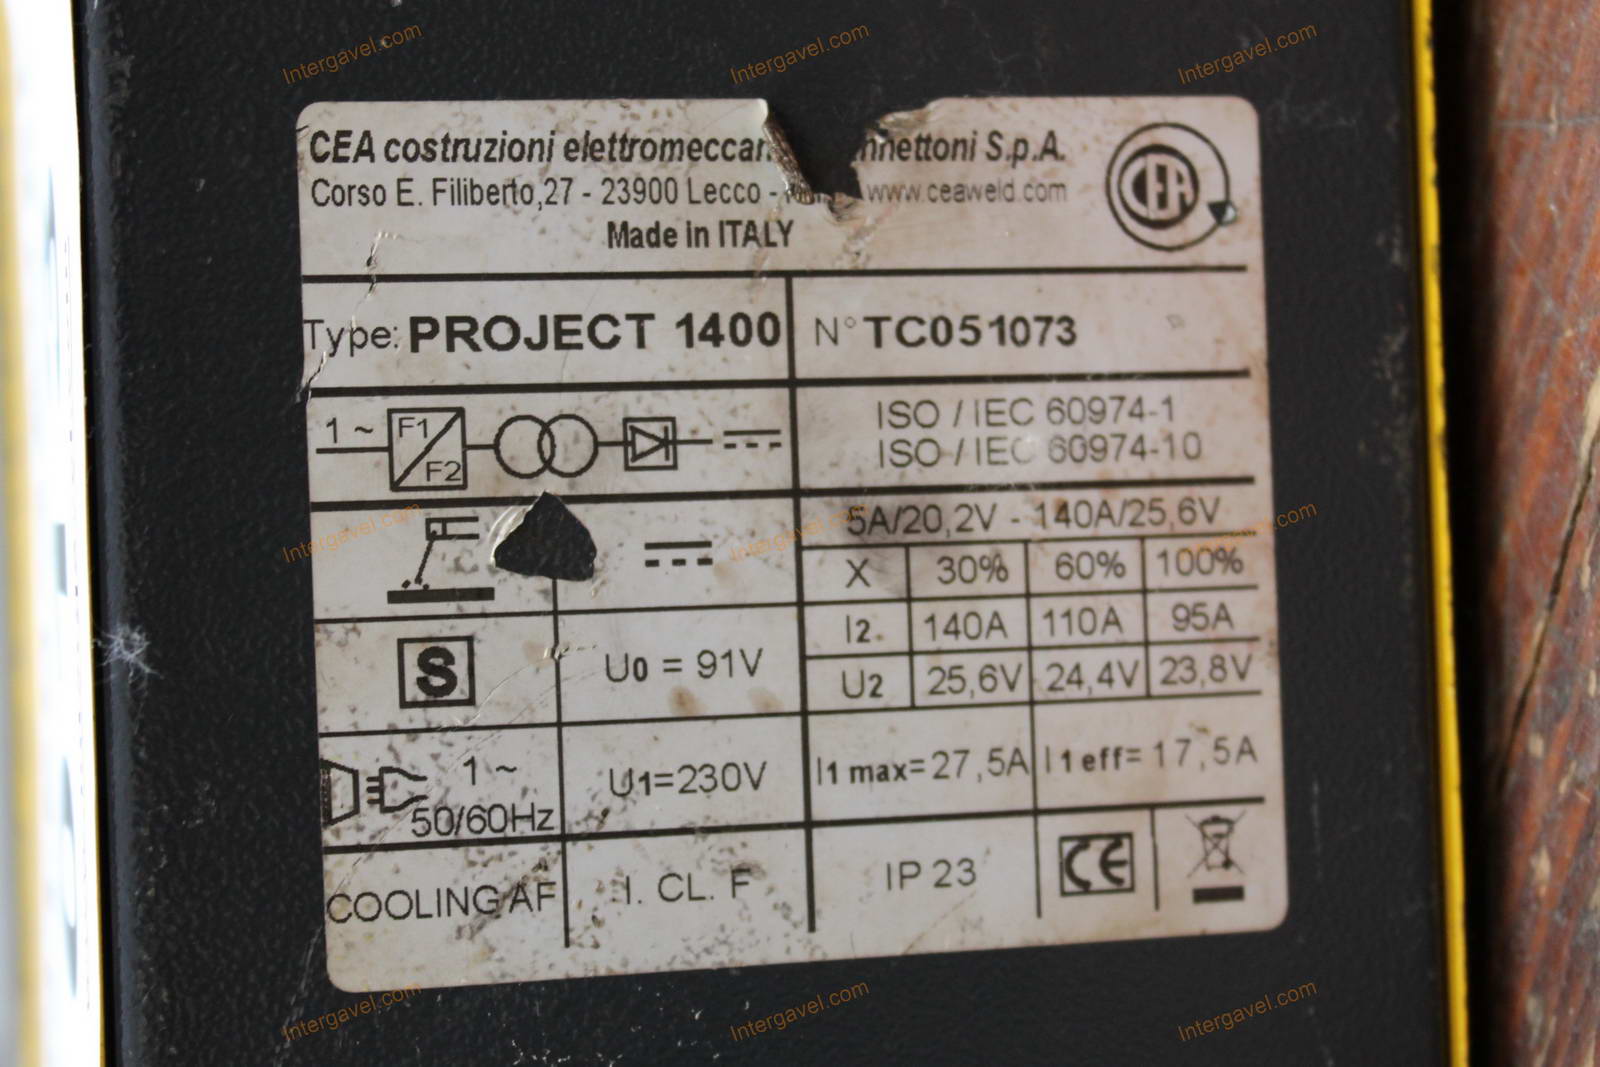 Intergavel.com Intergavel.com Intergavel.com
CEA costruzioni nnettoni S.p.A.
Corso E. Filiberto,27 - 23900 Lecco - www.ceaweld.com
CEA
Made in ITALY
Type: PROJECT 1400 N° TC051073
1 ~ F1 F2
ISO / IEC 60974-1
ISO / IEC 60974-10
5A/20,2V - 140A/25,6V
Intergavel.com Intergavel.com Intergavel.com
X 30% 60% 100%
I2 140A 110A 95A
U2 25,6V 24,4V 23,8V
S U0 = 91V
1 ~ 50/60Hz U1=230V I1 max= 27,5A I1 eff= 17,5A
COOLING AF I. CL. F IP 23 CE
Intergavel.com Intergavel.com Intergavel.com